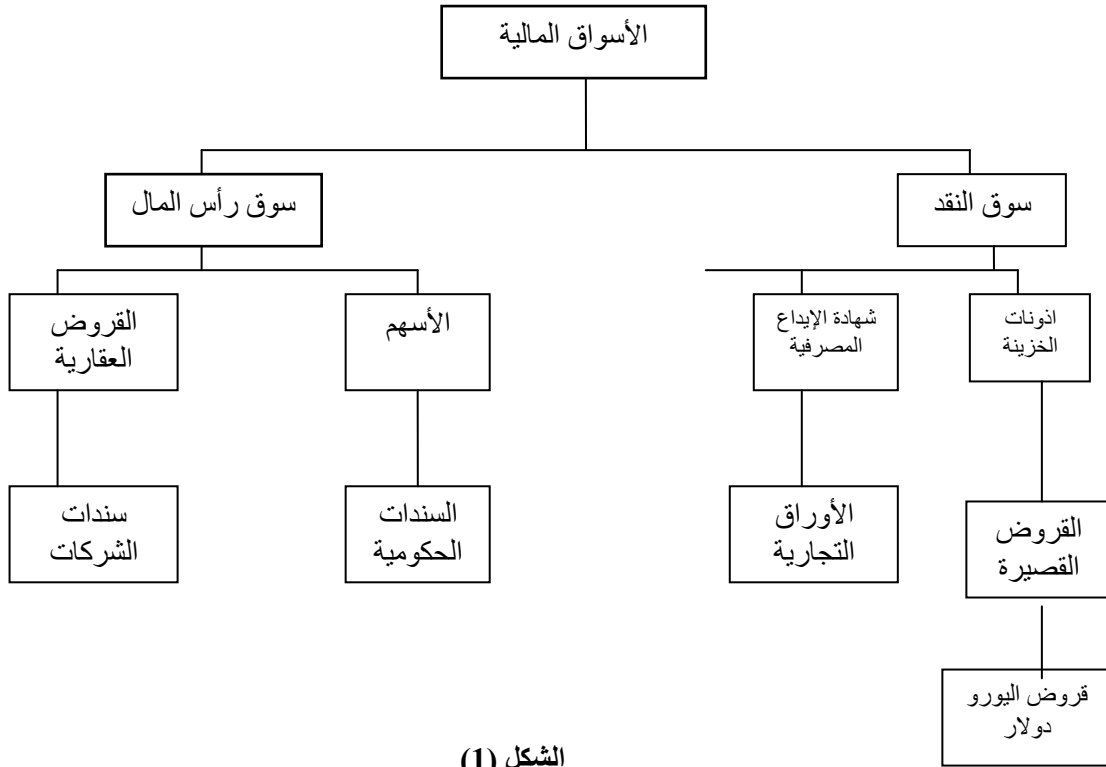 الأسواق المالية
سوق النقد
سوق رأس المال
اذونات
الخزينة
شهادة الإيداع
المصرفية
الأسهم
القروض
العقارية
القروض
القصيرة
الأوراق
التجارية
السندات
الحكومية
سندات
الشركات
قروض اليورو
دولار
الشكل (1)